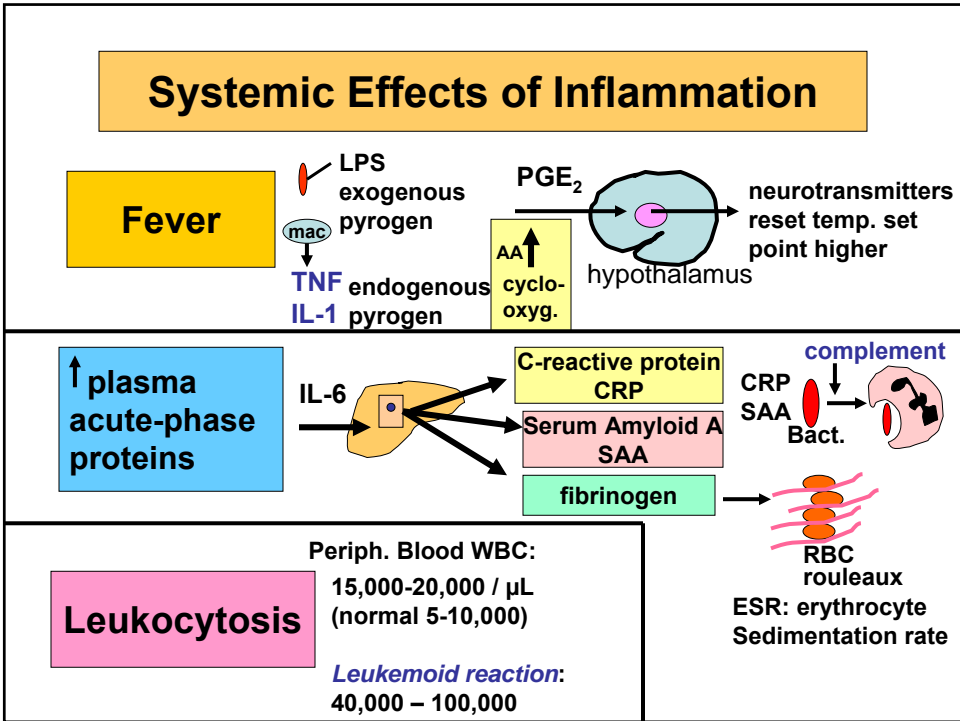 Systemic Effects of Inflammation
Fever
LPS
exogenous
pyrogen
mac
TNF
IL-1
endogenous
pyrogen
PGE₂
AA
cyclo-
oxyg.
hypothalamus
neurotransmitters
reset temp. set
point higher
plasma
acute-phase
proteins
IL-6
C-reactive protein
CRP
Serum Amyloid A
SAA
fibrinogen
complement
CRP
SAA
Bact.
RBC
rouleaux
ESR: erythrocyte
Sedimentation rate
Leukocytosis
Periph. Blood WBC:
15,000-20,000 / µL
(normal 5-10,000)
Leukemoid reaction:
40,000 – 100,000